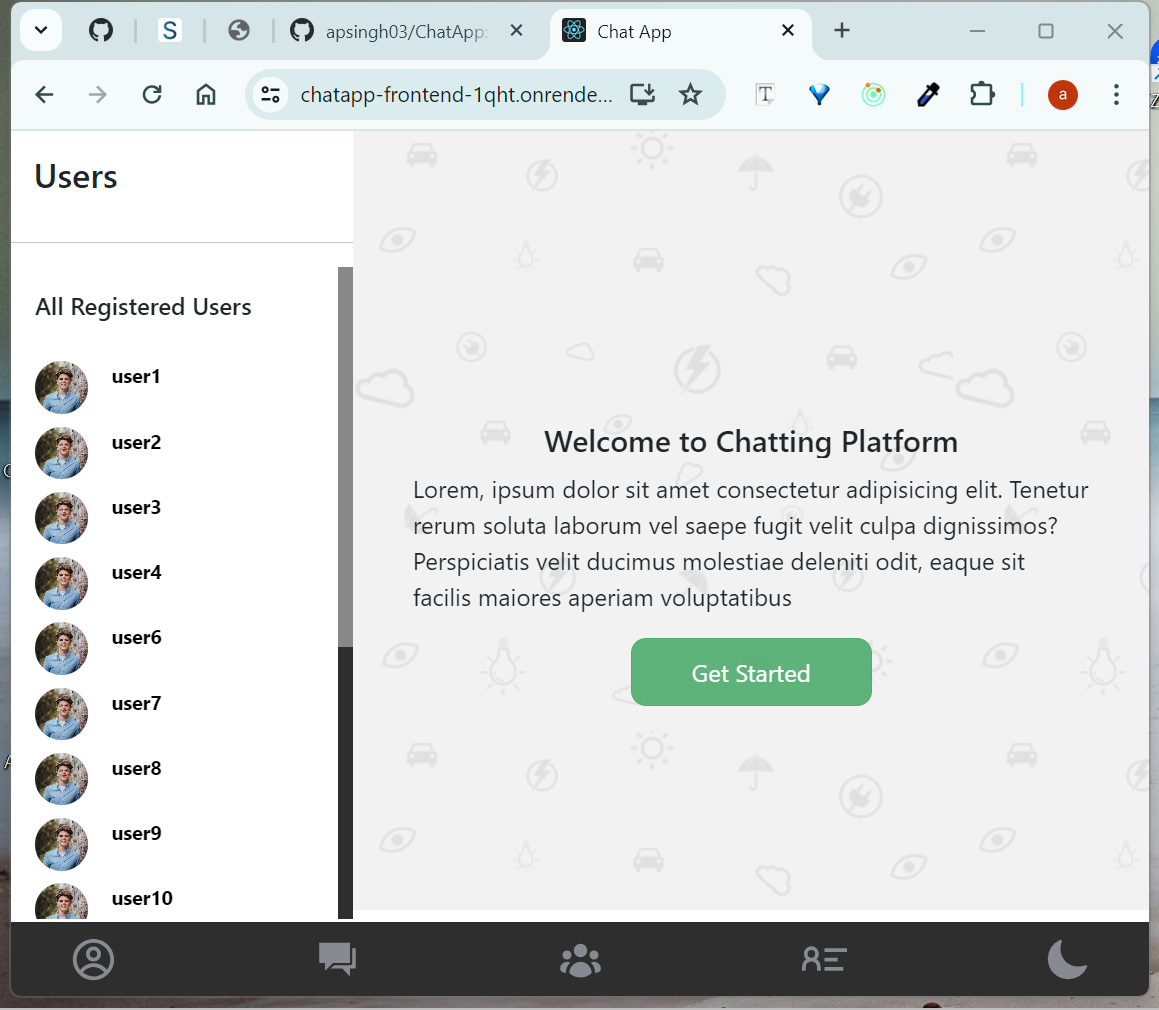 apsingh03/ChatApp:
Chat App
chatapp-frontend-1qht.onrende...
T
a
S
Users
All Registered Users
user1
user2
user3
user4
user6
user7
user8
user9
user10
Welcome to Chatting Platform
Lorem, ipsum dolor sit amet consectetur adipisicing elit. Tenetur
rerum soluta laborum vel saepe fugit velit culpa dignissimos?
Perspiciatis velit ducimus molestiae deleniti odit, eaque sit
facilis maiores aperiam voluptatibus
Get Started